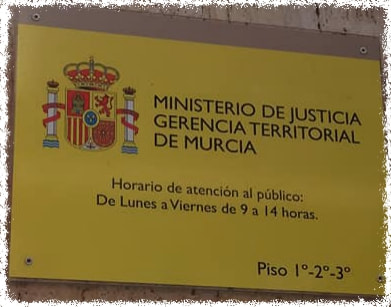 MINISTERIO DE JUSTICIA
GERENCIA TERRITORIAL
DE MURCIA
Horario de atención al público:
De Lunes a Viernes de 9 a 14 horas.
Piso 1º-2º-3º